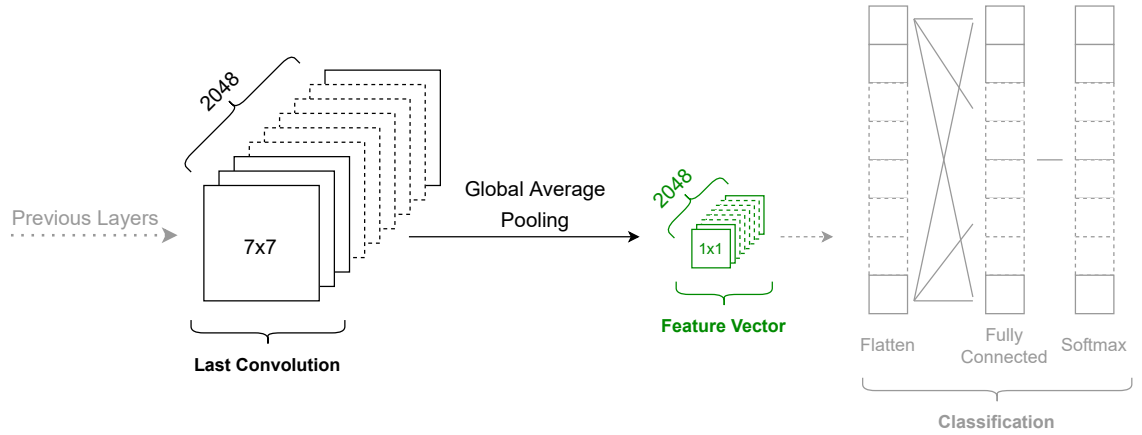 2048
Previous Layers
7x7
Last Convolution
Global Average
Pooling
2048
1x1
Feature Vector
Flatten
Fully
Connected
Softmax
Classification